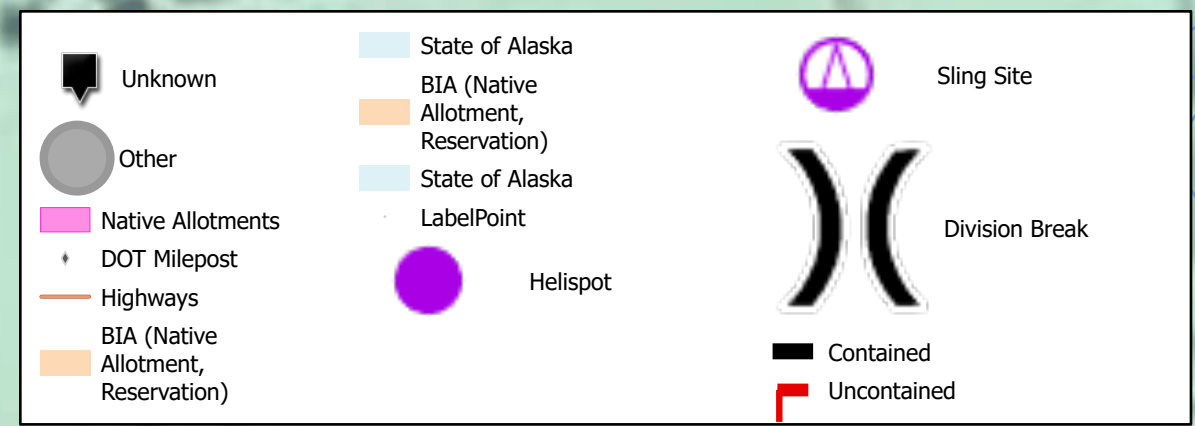 Unknown
Other
Native Allotments
DOT Milepost
Highways
BIA (Native
Allotment,
Reservation)
State of Alaska
BIA (Native
Allotment,
Reservation)
State of Alaska
LabelPoint
Helispot
Sling Site
Division Break
Contained
Uncontained